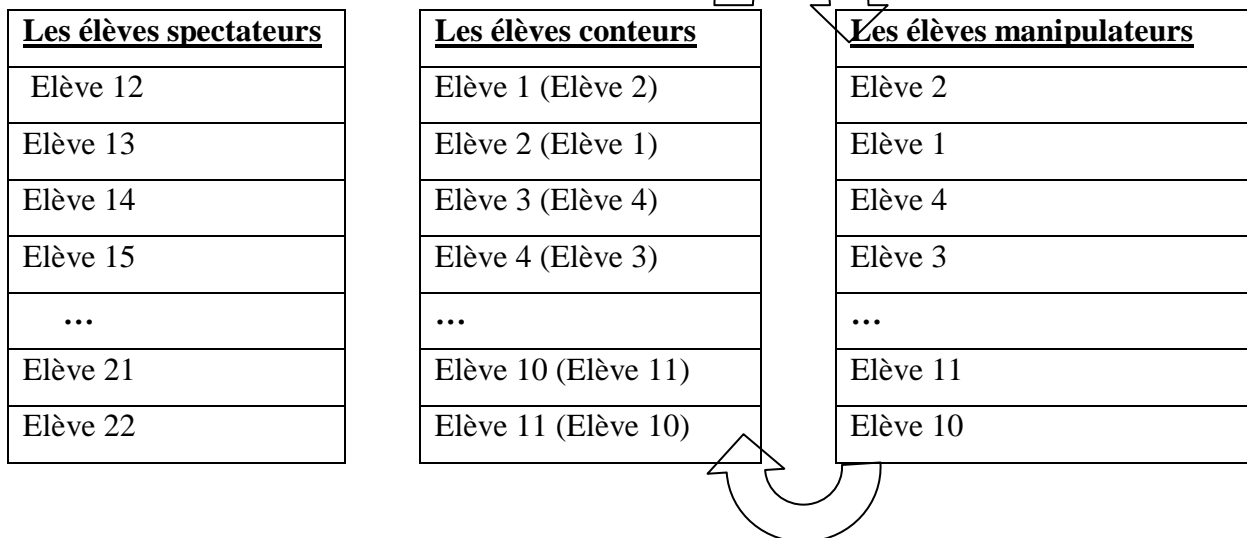 Les élèves spectateurs
Elève 12
Elève 13
Elève 14
Elève 15
…
Elève 21
Elève 22
Les élèves conteurs
Elève 1 (Elève 2)
Elève 2 (Elève 1)
Elève 3 (Elève 4)
Elève 4 (Elève 3)
…
Elève 10 (Elève 11)
Elève 11 (Elève 10)
Les élèves manipulateurs
Elève 2
Elève 1
Elève 4
Elève 3
…
Elève 11
Elève 10